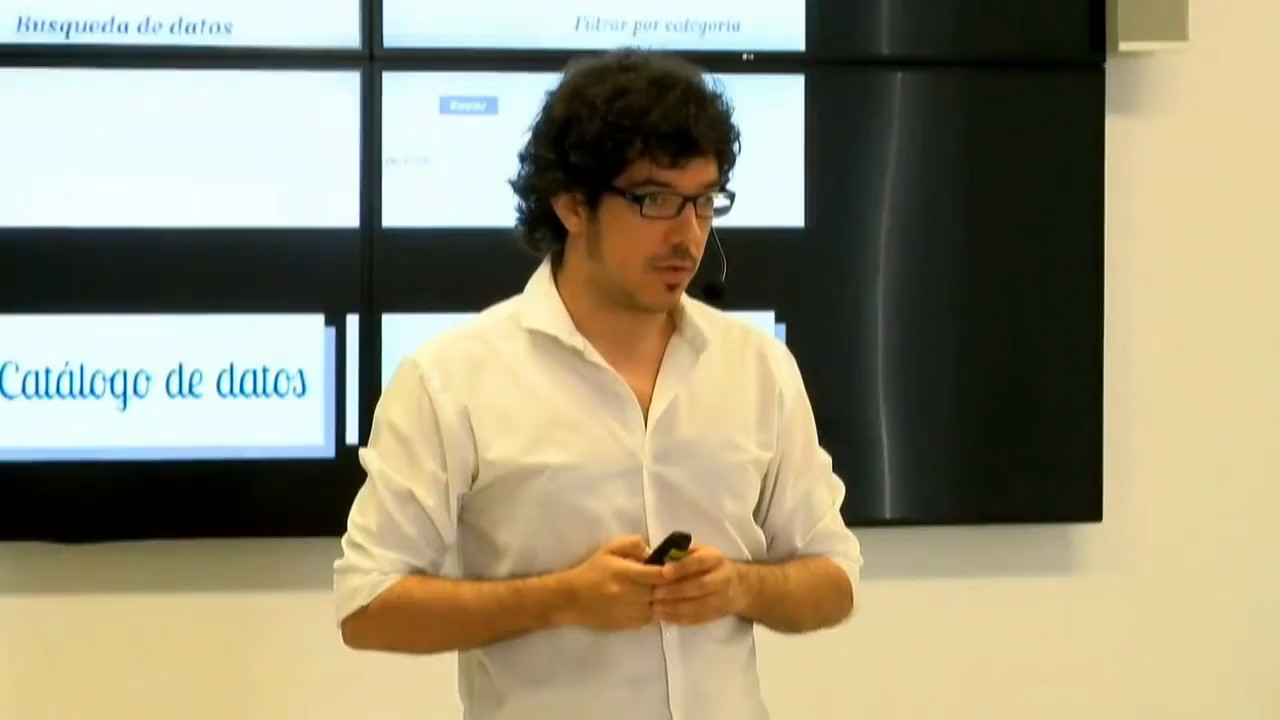 Busqueda de datos
Filtrar por categoria
Enviar
Catálogo de datos